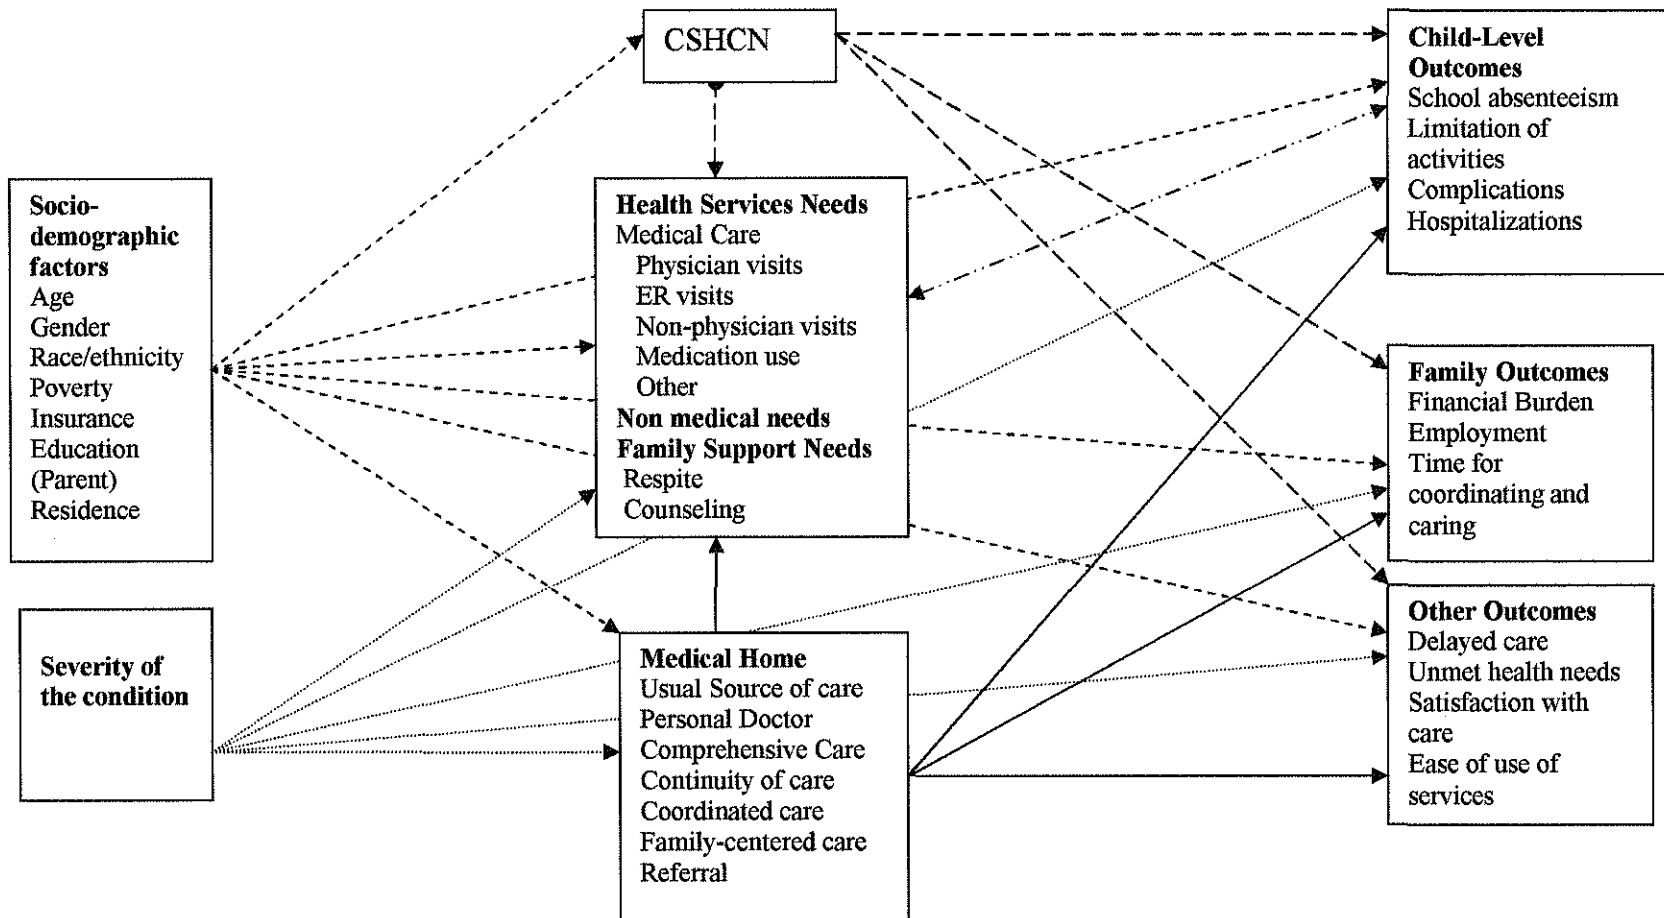 CSHCN
Socio-
demographic
factors
Age
Gender
Race/ethnicity
Poverty
Insurance
Education
(Parent)
Residence
Severity of
the condition
Health Services Needs
Medical Care
Physician visits
ER visits
Non-physician visits
Medication use
Other
Non medical needs
Family Support Needs
Respite
Counseling
Medical Home
Usual Source of care
Personal Doctor
Comprehensive Care
Continuity of care
Coordinated care
Family-centered care
Referral
Child-Level
Outcomes
School absenteeism
Limitation of
activities
Complications
Hospitalizations
Family Outcomes
Financial Burden
Employment
Time for
coordinating and
caring
Other Outcomes
Delayed care
Unmet health needs
Satisfaction with
care
Ease of use of
services